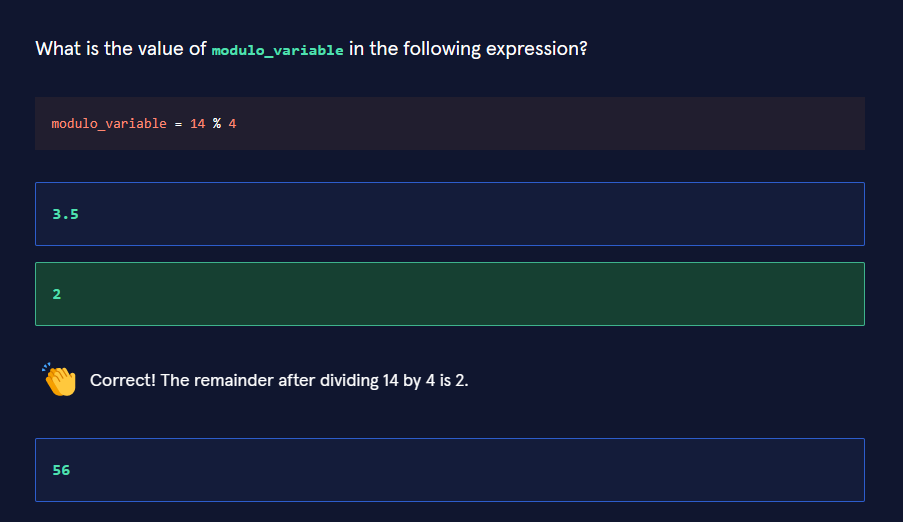 What is the value of modulo_variable in the following expression?
modulo_variable = 14 % 4
3.5
2
Correct! The remainder after dividing 14 by 4 is 2.
56